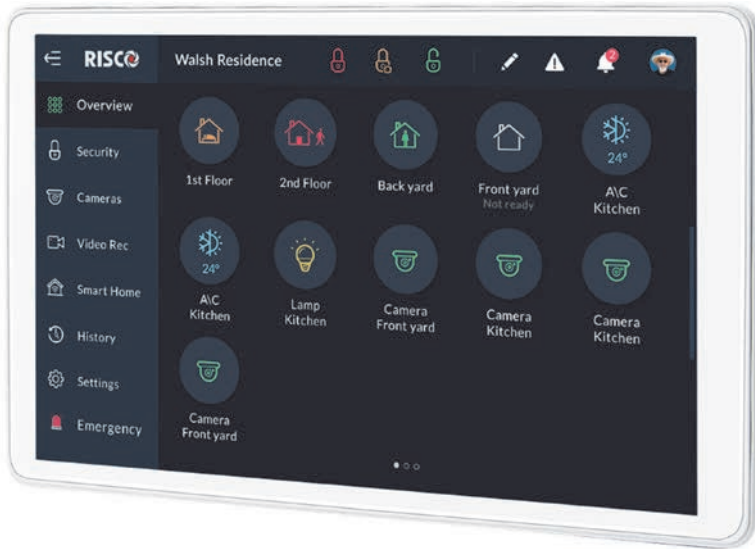 RISCO
Walsh Residence
2
Overview
Security
Cameras
Video Rec
Smart Home
History
Settings
Emergency
1st Floor
2nd Floor
Back yard
Front yard
Not ready
24°
A\C
Kitchen
24°
A\C
Kitchen
Lamp
Kitchen
Camera
Front yard
Camera
Kitchen
Camera
Kitchen
Camera
Front yard